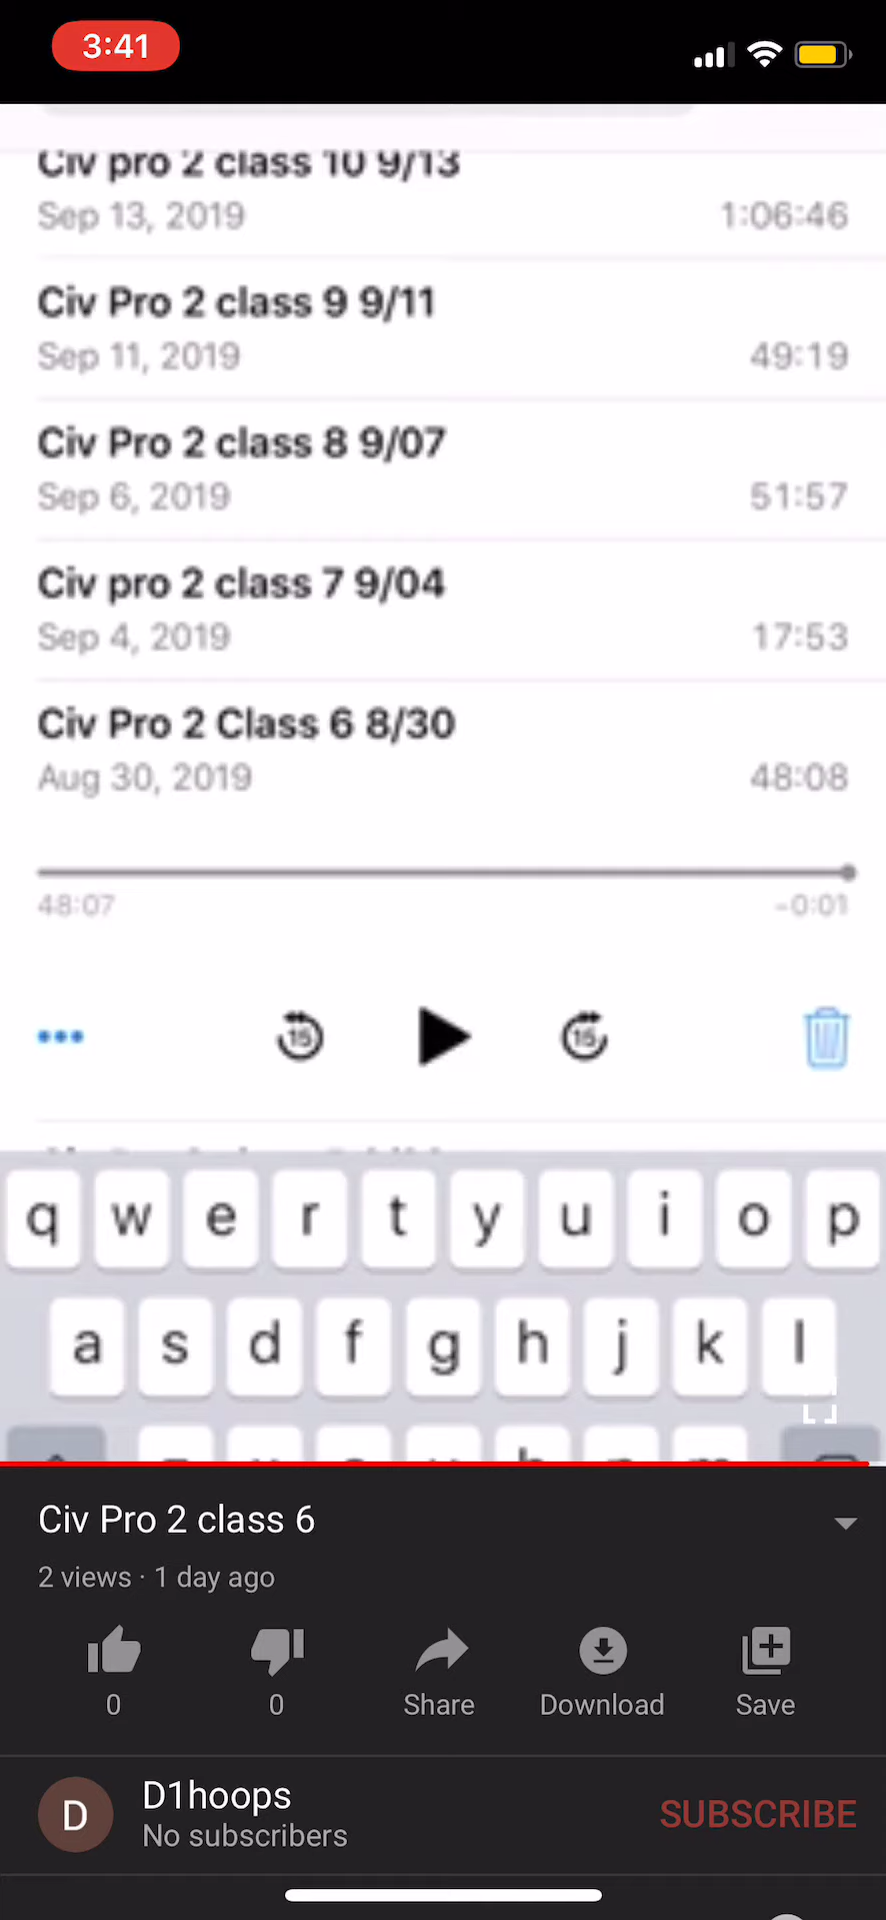 3:41
Civ pro 2 class 10 9/13
Sep 13, 2019 1:06:46
Civ Pro 2 class 9 9/11
Sep 11, 2019 49:19
Civ Pro 2 class 8 9/07
Sep 6, 2019 51:57
Civ pro 2 class 7 9/04
Sep 4, 2019 17:53
Civ Pro 2 Class 6 8/30
Aug 30, 2019 48:08
48:07 -0:01
15 15
q w e r t y u i o p
a s d f g h j k l
Civ Pro 2 class 6
2 views · 1 day ago
0 0 Share Download Save
D D1hoops SUBSCRIBE
No subscribers